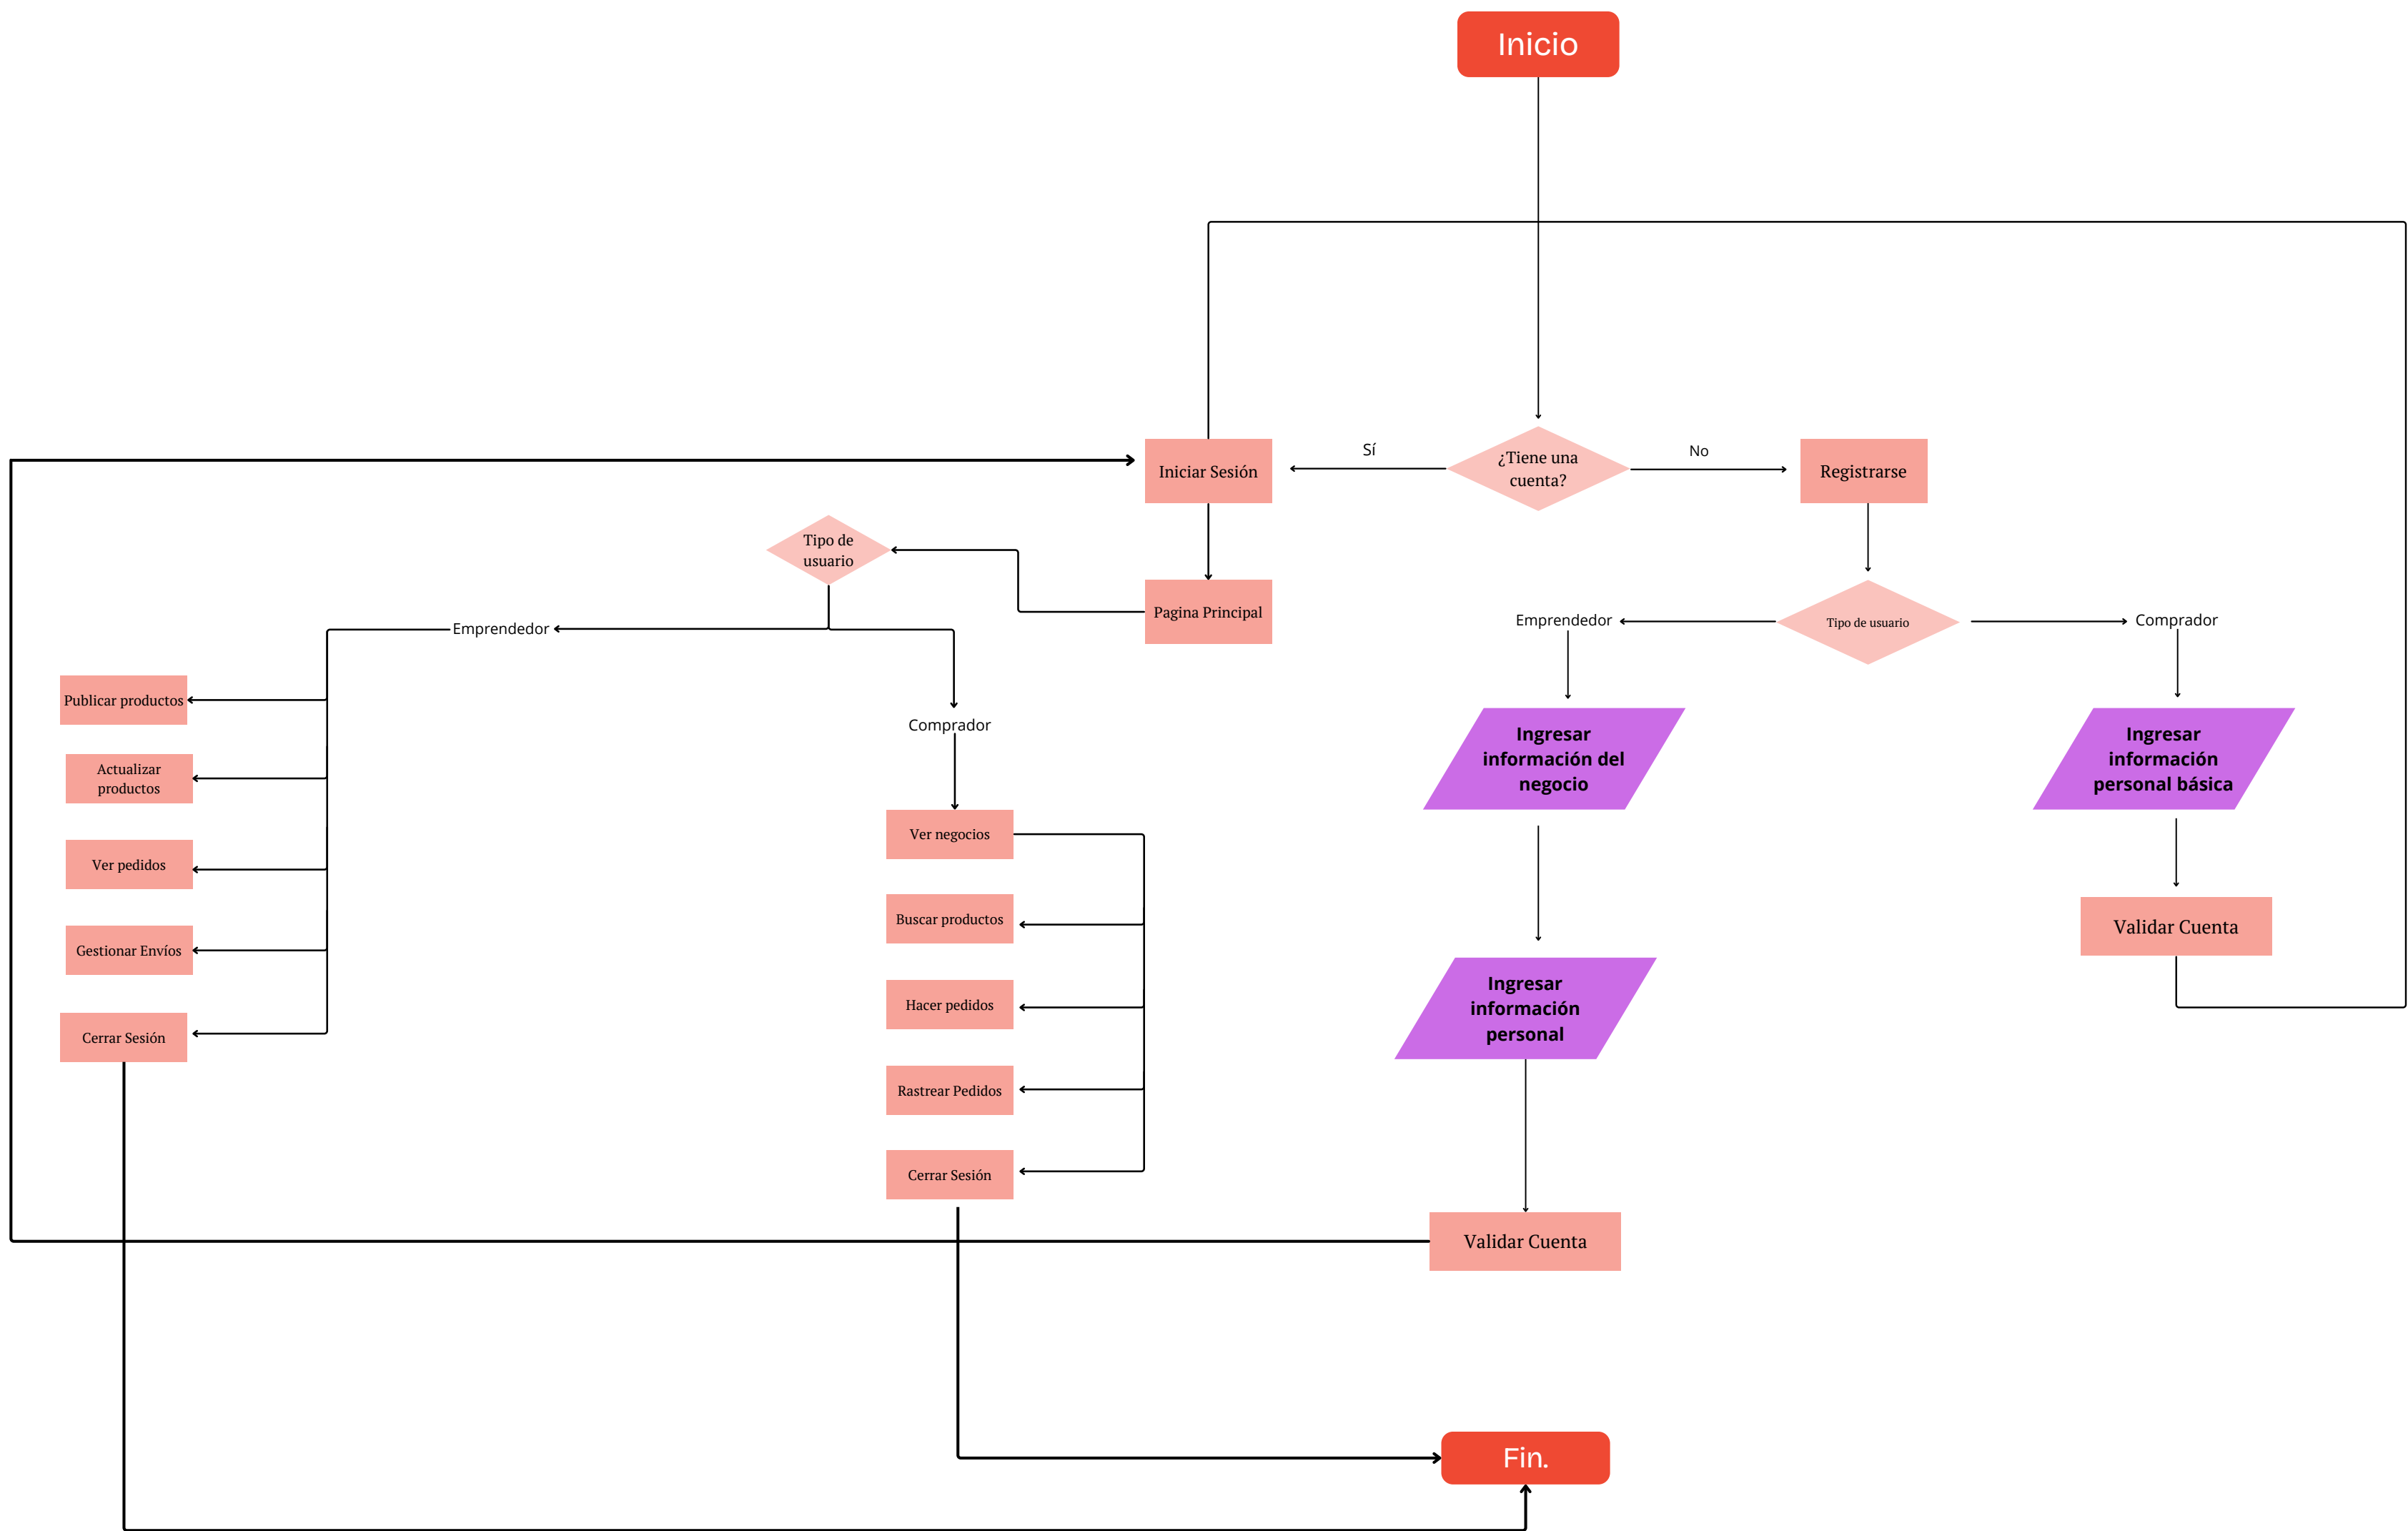 Inicio
Sí
¿Tiene una
cuenta?
No
Iniciar Sesión
Registrarse
Tipo de
usuario
Pagina Principal
Emprendedor
Emprendedor
Tipo de usuario
Comprador
Publicar productos
Comprador
Ingresar
información del
negocio
Ingresar
información
personal básica
Actualizar
productos
Ver negocios
Ver pedidos
Buscar productos
Validar Cuenta
Gestionar Envíos
Hacer pedidos
Ingresar
información
personal
Cerrar Sesión
Rastrear Pedidos
Cerrar Sesión
Validar Cuenta
Fin.